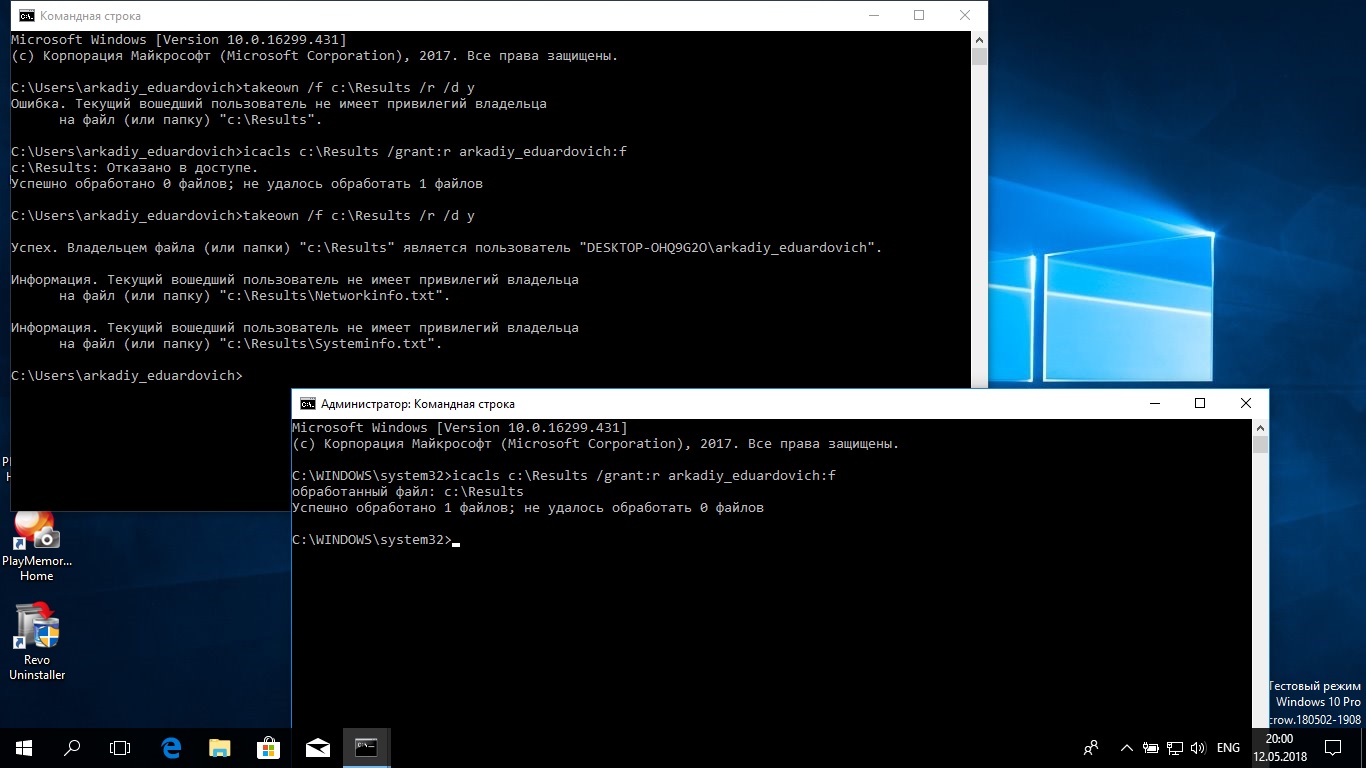 Командная строка
Microsoft Windows [Version 10.0.16299.431]
(c) Корпорация Майкрософт (Microsoft Corporation), 2017. Все права защищены.
C:\Users\arkadiy_eduardovich>takeown /f c:\Results /r /d y
Ошибка. Текущий вошедший пользователь не имеет привилегий владельца
на файл (или папку) "c:\Results".
C:\Users\arkadiy_eduardovich>icacls c:\Results /grant:r arkadiy_eduardovich:f
c:\Results: Отказано в доступе.
Успешно обработано 0 файлов; не удалось обработать 1 файлов
C:\Users\arkadiy_eduardovich>takeown /f c:\Results /r /d y
Успех. Владельцем файла (или папки) "c:\Results" является пользователь "DESKTOP-OHQ9G2O\arkadiy_eduardovich".
Информация. Текущий вошедший пользователь не имеет привилегий владельца
на файл (или папку) "c:\Results\Networkinfo.txt".
Информация. Текущий вошедший пользователь не имеет привилегий владельца
на файл (или папку) "c:\Results\Systeminfo.txt".
C:\Users\arkadiy_eduardovich>
Администратор: Командная строка
Microsoft Windows [Version 10.0.16299.431]
(c) Корпорация Майкрософт (Microsoft Corporation), 2017. Все права защищены.
C:\WINDOWS\system32>icacls c:\Results /grant:r arkadiy_eduardovich:f
обработанный файл: c:\Results
Успешно обработано 1 файлов; не удалось обработать 0 файлов
C:\WINDOWS\system32>
PlayMemor...
Home
Revo
Uninstaller
Тестовый режим
Windows 10 Pro
crow.180502-1908
ENG
20:00
12.05.2018